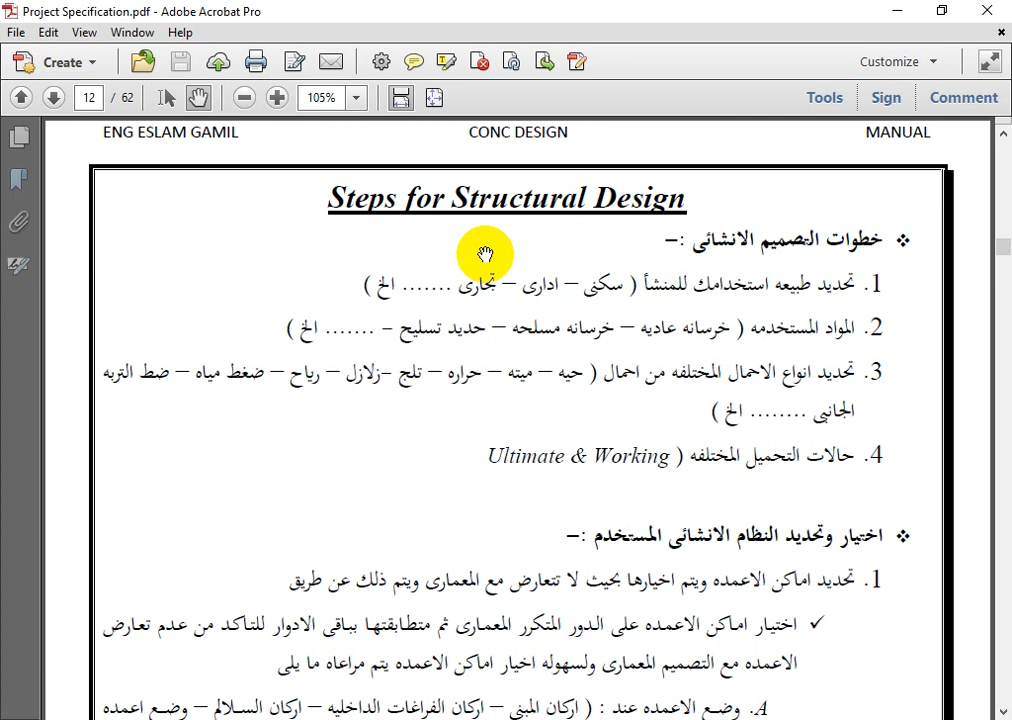 Project Specification.pdf - Adobe Acrobat Pro
File Edit View Window Help
Create Customize
12 / 62 105% Tools Sign Comment
ENG ESLAM GAMIL CONC DESIGN MANUAL
Steps for Structural Design
❖ خطوات التصميم الانشائى :–
1. تحديد طبيعه استخدامك للمنشأ ( سكنى – ادارى – تجارى ....... الخ )
2. المواد المستخدمه ( خرسانه عاديه – خرسانه مسلحه – حديد تسليح - ....... الخ )
3. تحديد انواع الاحمال المختلفه من احمال ( حيه – ميته – حراره – تلج -زلازل – رياح – ضغط مياه – ضط التربه
الجانبى ........ الخ )
4. حالات التحميل المختلفه ( Ultimate & Working
❖ اختيار وتحديد النظام الانشائى المستخدم :–
1. تحديد اماكن الاعمده ويتم اخيارها بحيث لا تتعارض مع المعمارى ويتم ذلك عن طريق
✓ اختيار اماكن الاعمده على الدور المتكرر المعمارى ثم متطابقتها بباقى الادوار للتاكد من عدم تعارض
الاعمده مع التصميم المعمارى ولسهوله اخيار اماكن الاعمده يتم مراعاه ما يلى
A. وضع الاعمده عند : ( اركان المبنى – اركان الفراغات الداخليه – اركان السلالم – وضع اعمده